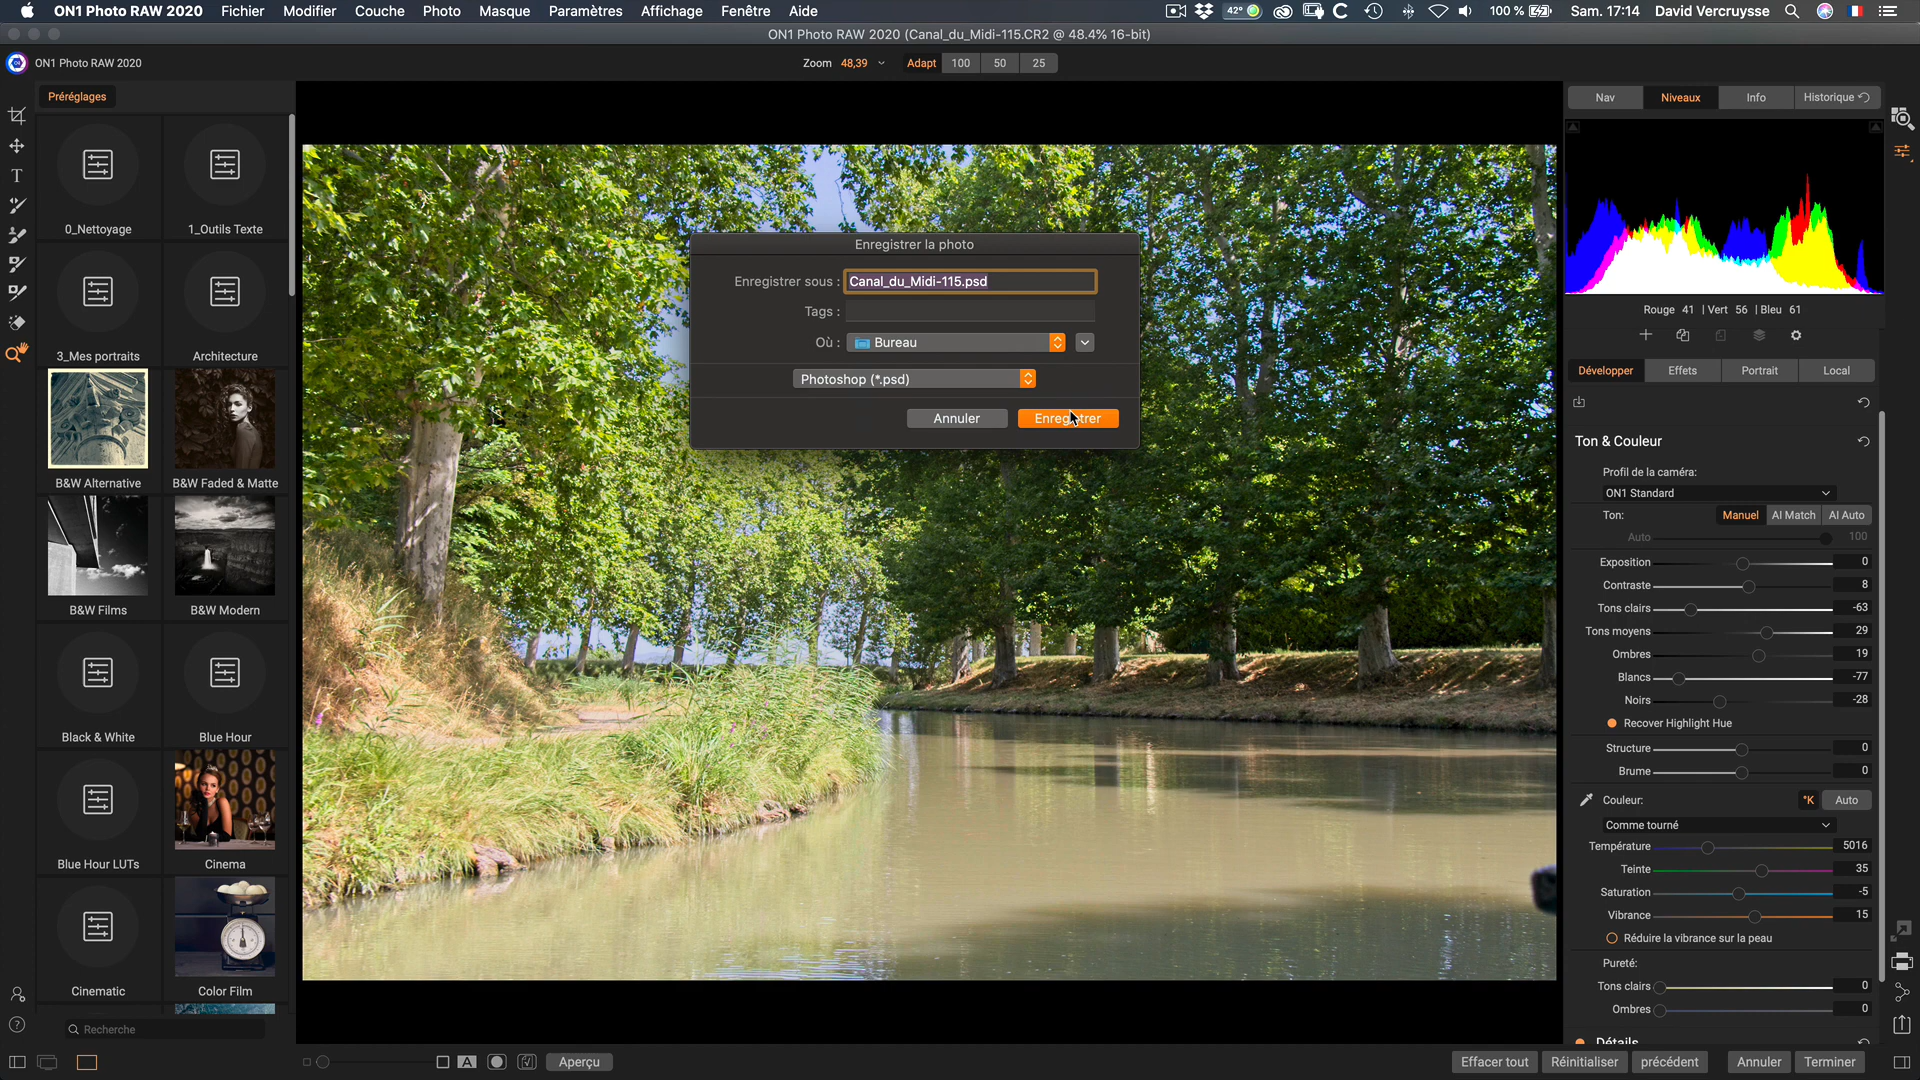 ON1 Photo RAW 2020 Fichier Modifier Couche Photo Masque Paramètres Affichage Fenêtre Aide 42° 100 % Sam. 17:14 David Vercruysse
ON1 Photo RAW 2020 (Canal_du_Midi-115.CR2 @ 48.4% 16-bit)
ON1 Photo RAW 2020 Zoom 48,39 Adapt 100 50 25
Préréglages
Nav Niveaux Info Historique
0_Nettoyage 1_Outils Texte
Enregistrer la photo
Enregistrer sous : Canal_du_Midi-115.psd
Tags :
Où : Bureau
Photoshop (*.psd)
Annuler Enregistrer
Rouge 41 | Vert 56 | Bleu 61
3_Mes portraits Architecture
Développer Effets Portrait Local
Ton & Couleur
Profil de la caméra:
B&W Alternative B&W Faded & Matte
ON1 Standard
Ton: Manuel AI Match AI Auto
Auto 100
Exposition 0
Contraste 8
Tons clairs -63
B&W Films B&W Modern
Tons moyens 29
Ombres 19
Blancs -77
Noirs -28
Recover Highlight Hue
Black & White Blue Hour
Structure 0
Brume 0
Couleur: °K Auto
Comme tourné
Température 5016
Blue Hour LUTs Cinema
Teinte 35
Saturation -5
Vibrance 15
Réduire la vibrance sur la peau
Pureté:
Tons clairs 0
Cinematic Color Film
Ombres 0
Recherche
Détails
A Aperçu Effacer tout Réinitialiser précédent Annuler Terminer